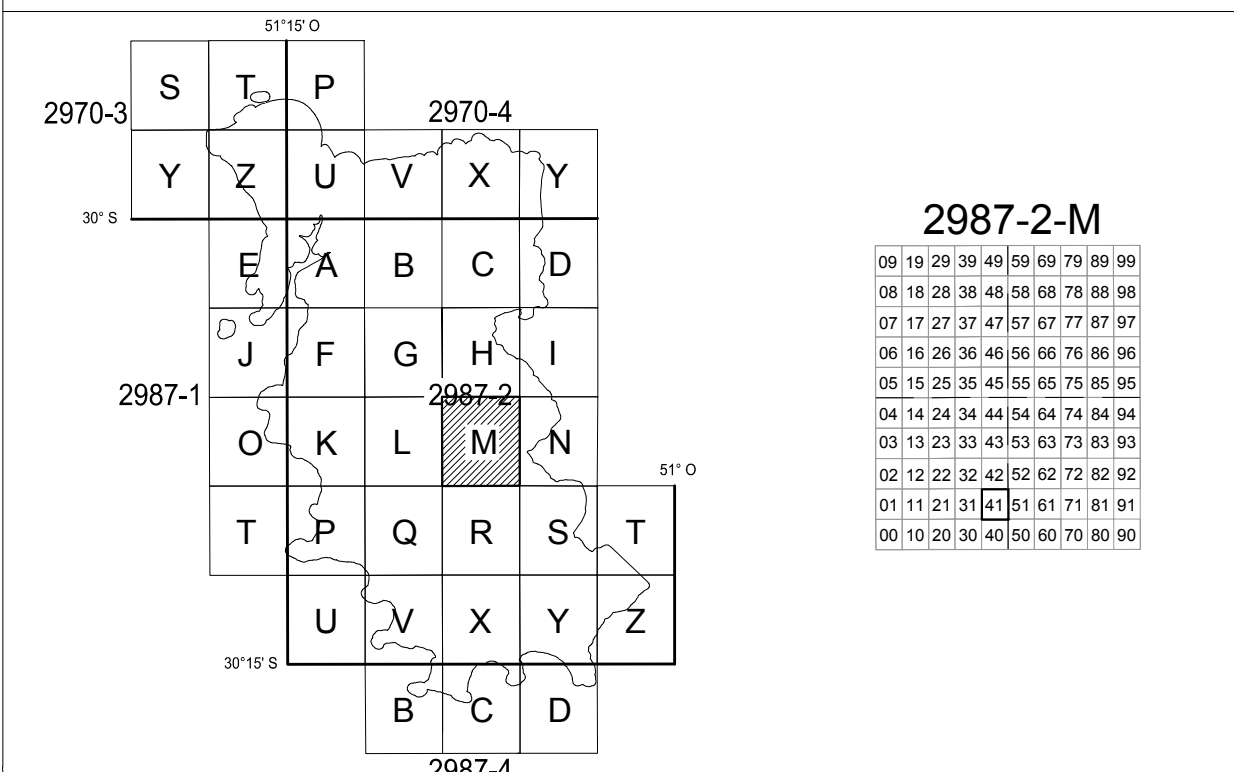 51°15' O
S T P
2970-3 2970-4
Y Z U V X Y
30° S
E A B C D
J F G H I
2987-1 2987-2
O K L M N
51° O
T P Q R S T
U V X Y Z
30°15' S
B C D
2987-4
2987-2-M
09 19 29 39 49 59 69 79 89 99
08 18 28 38 48 58 68 78 88 98
07 17 27 37 47 57 67 77 87 97
06 16 26 36 46 56 66 76 86 96
05 15 25 35 45 55 65 75 85 95
04 14 24 34 44 54 64 74 84 94
03 13 23 33 43 53 63 73 83 93
02 12 22 32 42 52 62 72 82 92
01 11 21 31 41 51 61 71 81 91
00 10 20 30 40 50 60 70 80 90